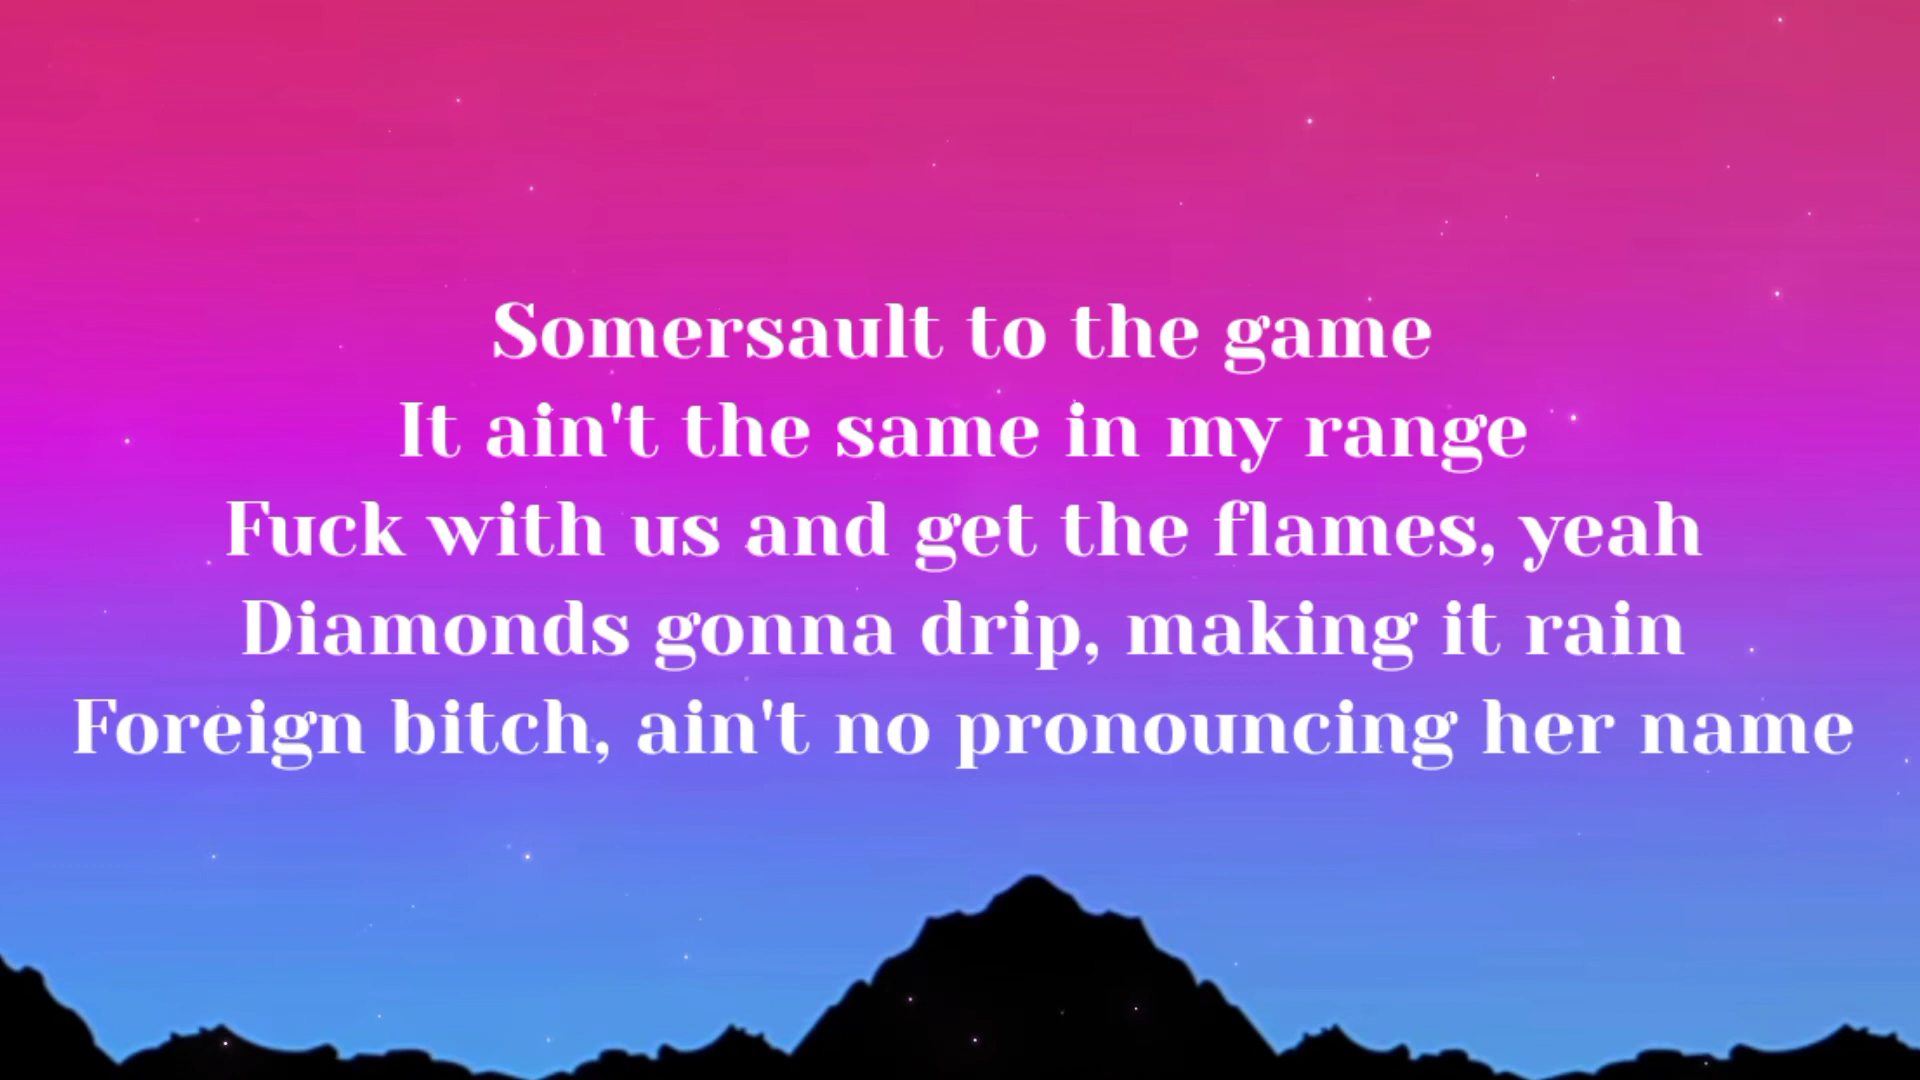 Somersault to the game
It ain't the same in my range
Fuck with us and get the flames, yeah
Diamonds gonna drip, making it rain
Foreign bitch, ain't no pronouncing her name